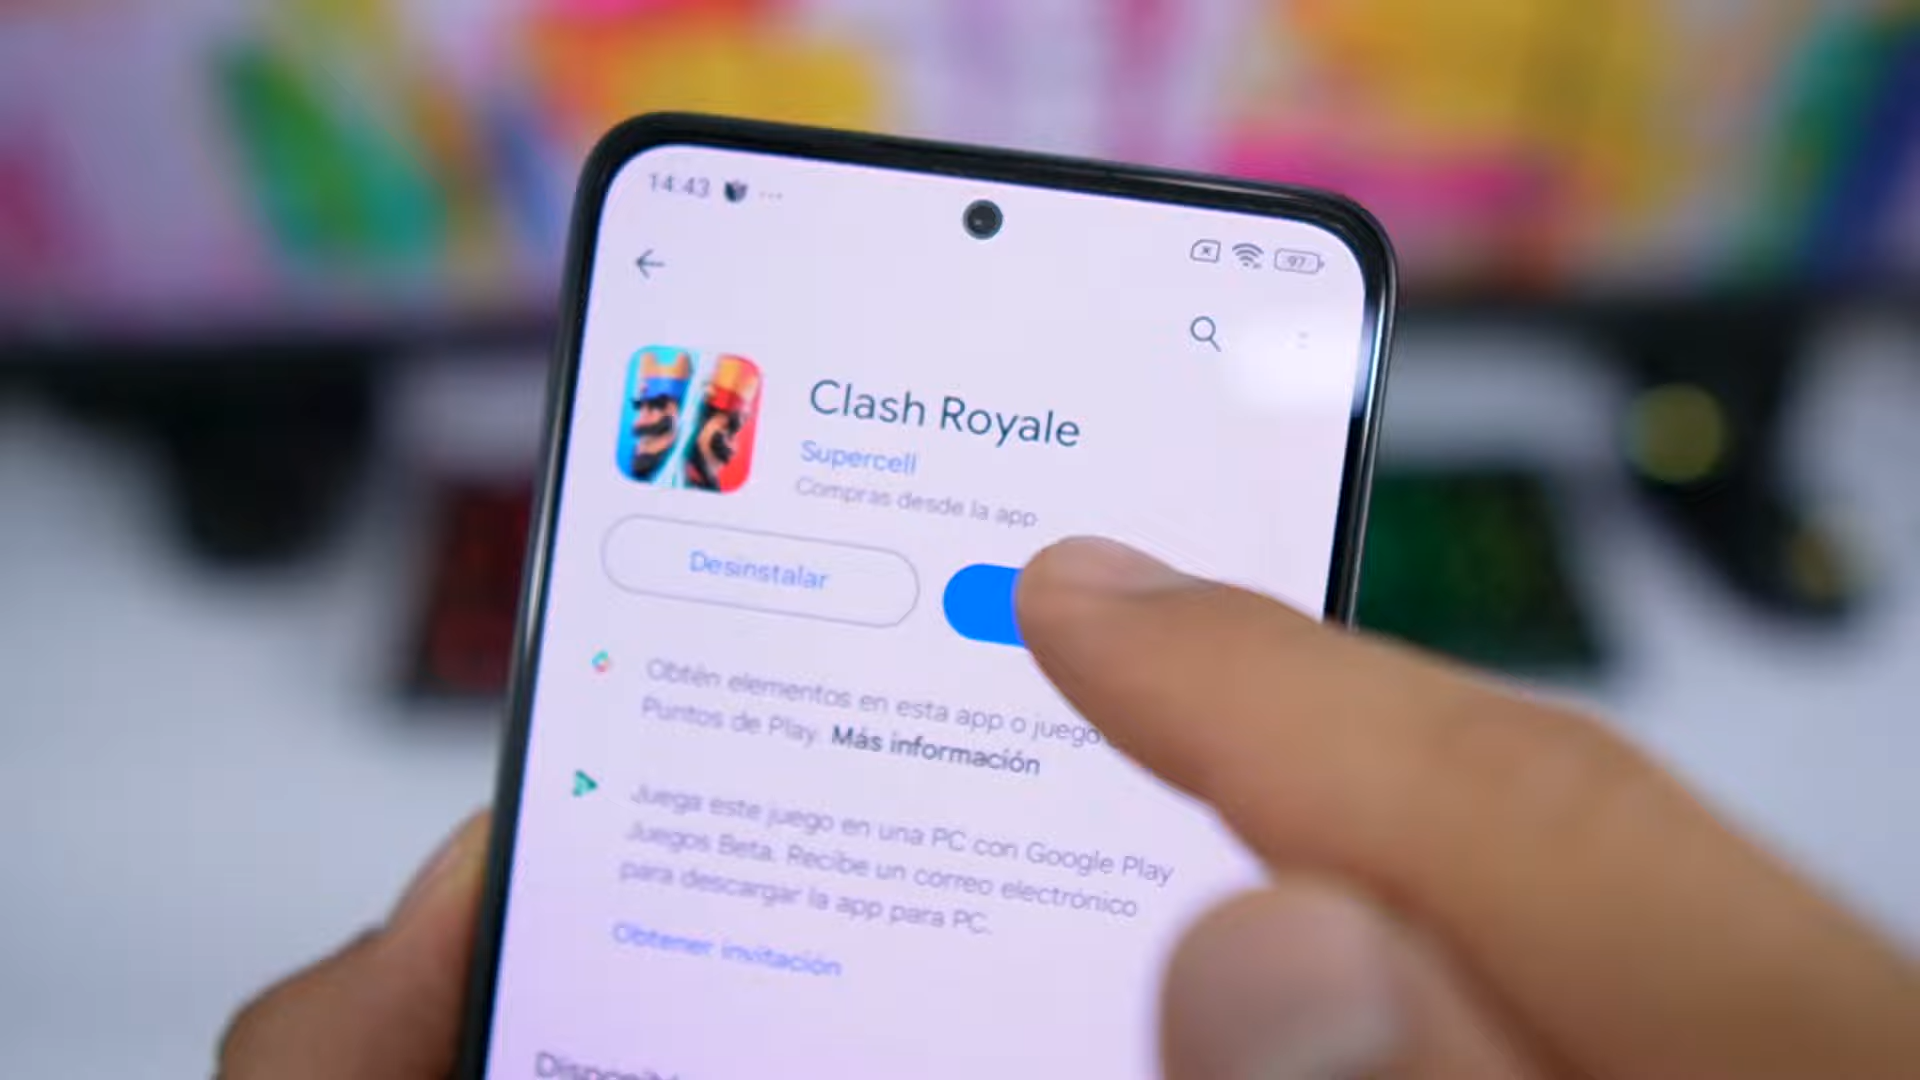 14:43 ...
97
Clash Royale
Supercell
Compras desde la app
Desinstalar
Obtén elementos en esta app o juego
Puntos de Play. Más información
Juega este juego en una PC con Google Play
Juegos Beta. Recibe un correo electrónico
para descargar la app para PC.
Obtener invitación